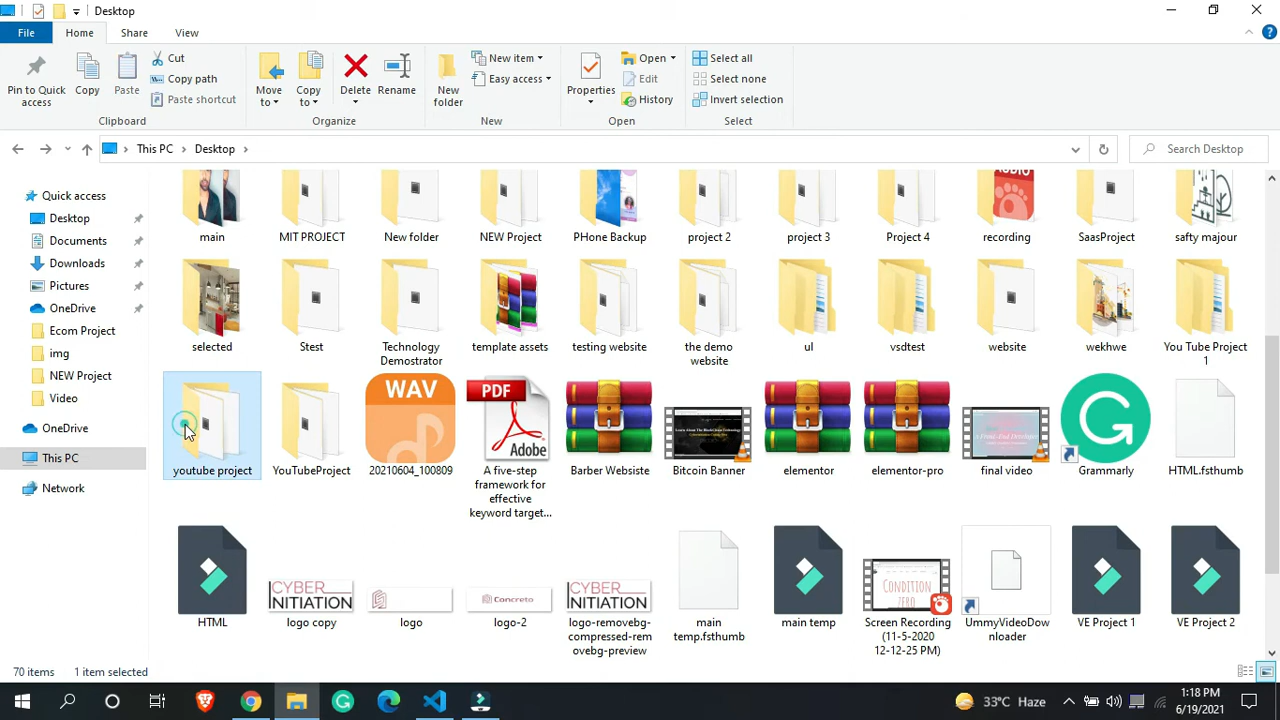 Desktop
File Home Share View
Pin to Quick access
Copy
Paste
Cut
Copy path
Paste shortcut
Clipboard
Move to
Copy to
Delete
Rename
Organize
New folder
New item
Easy access
New
Properties
Open
Edit
History
Open
Select all
Select none
Invert selection
Select
This PC
Desktop
Search Desktop
Quick access
Desktop
Documents
Downloads
Pictures
OneDrive
Ecom Project
img
NEW Project
Video
OneDrive
This PC
Network
AUDIO
main
MIT PROJECT
New folder
NEW Project
PHone Backup
project 2
project 3
Project 4
recording
SaasProject
safty majour
selected
Stest
Technology
Demostrator
template assets
testing website
the demo
website
ul
vsdtest
website
wekhwe
You Tube Project
1
youtube project
YouTubeProject
WAV
20210604_100809
PDF
Adobe
A five-step
framework for
effective
keyword target...
Barber Websiste
Bitcoin Banner
elementor
elementor-pro
final video
Grammarly
HTML.fsthumb
HTML
CYBER
INITIATION
logo copy
logo
Concreto
logo-2
CYBER
INITIATION
logo-removebg-
compressed-rem
ovebg-preview
main
temp.fsthumb
main temp
CONDITION
ZERO
Screen Recording
(11-5-2020
12-12-25 PM)
UmmyVideoDow
nloader
VE Project 1
VE Project 2
70 items
1 item selected
33°C Haze
1:18 PM
6/19/2021